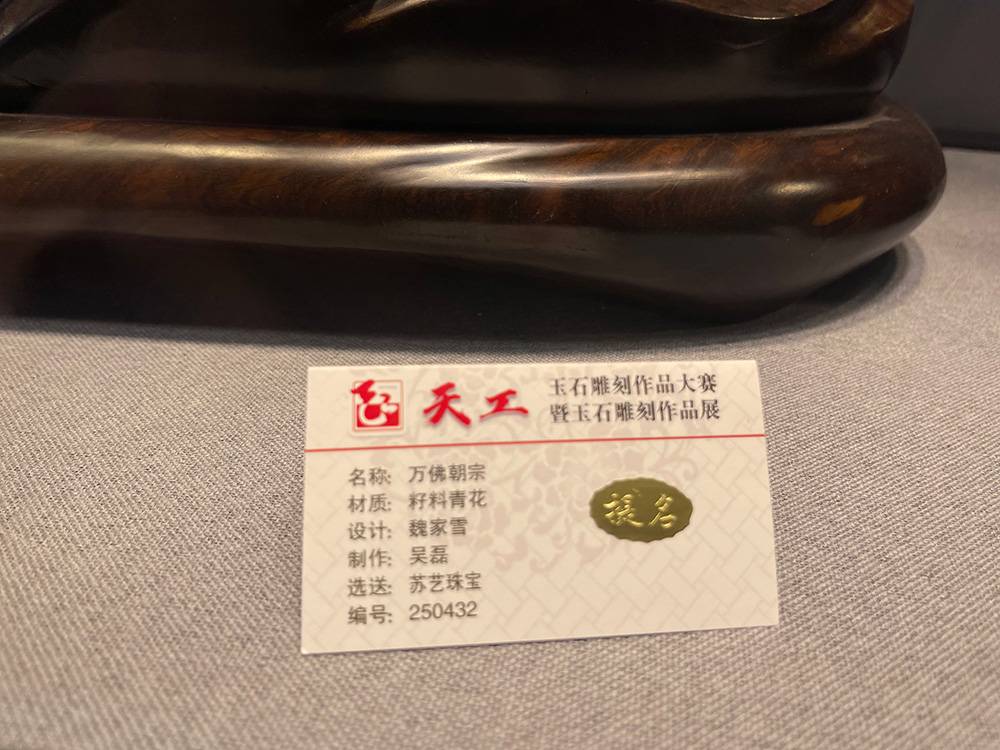 天工
玉石雕刻作品大赛
暨玉石雕刻作品展
名称: 万佛朝宗
材质: 籽料青花
设计: 魏家雪
制作: 吴磊
选送: 苏艺珠宝
编号: 250432
提名